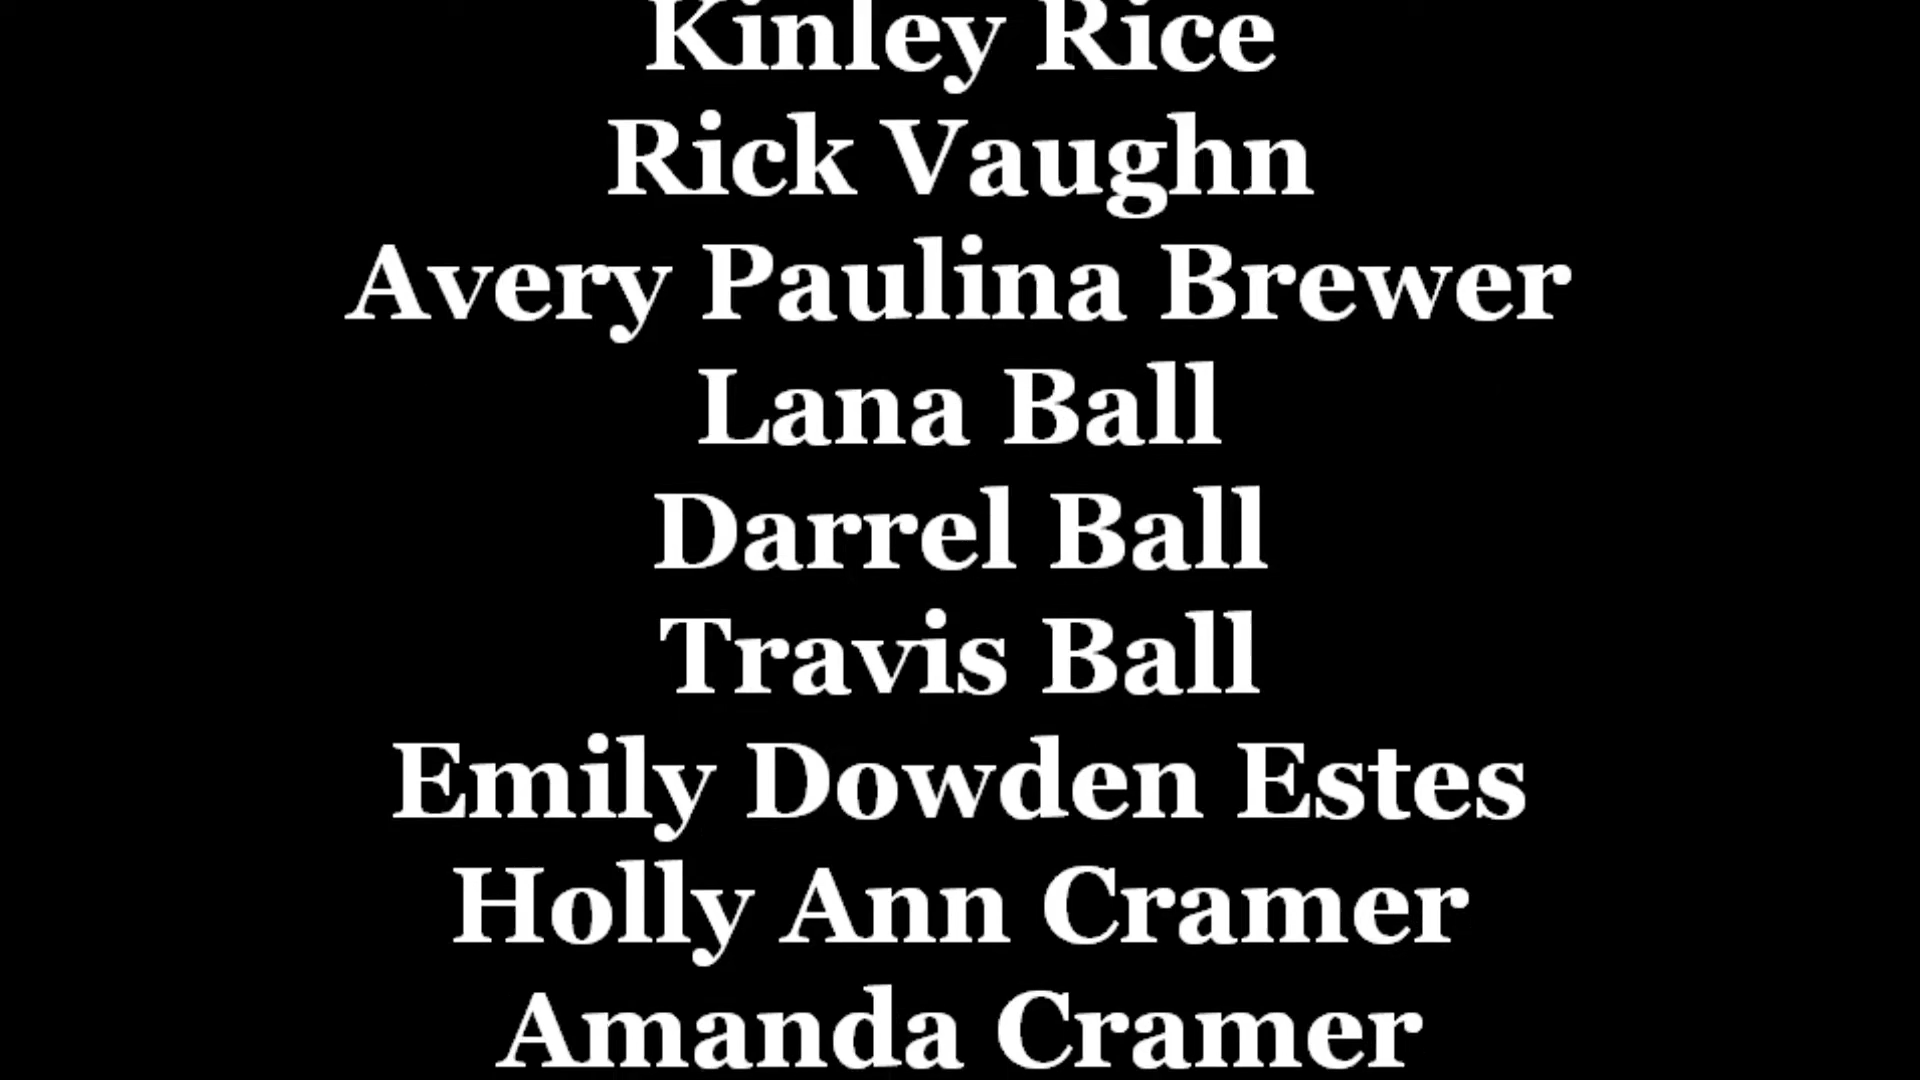 Kinley Rice
Rick Vaughn
Avery Paulina Brewer
Lana Ball
Darrel Ball
Travis Ball
Emily Dowden Estes
Holly Ann Cramer
Amanda Cramer